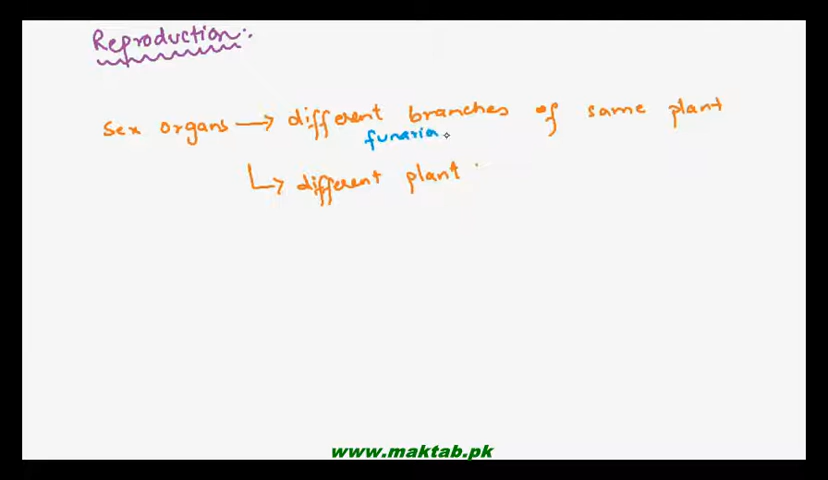 Reproduction:
sex organs → different branches of same plant
funaria
↳ different plant
www.maktab.pk